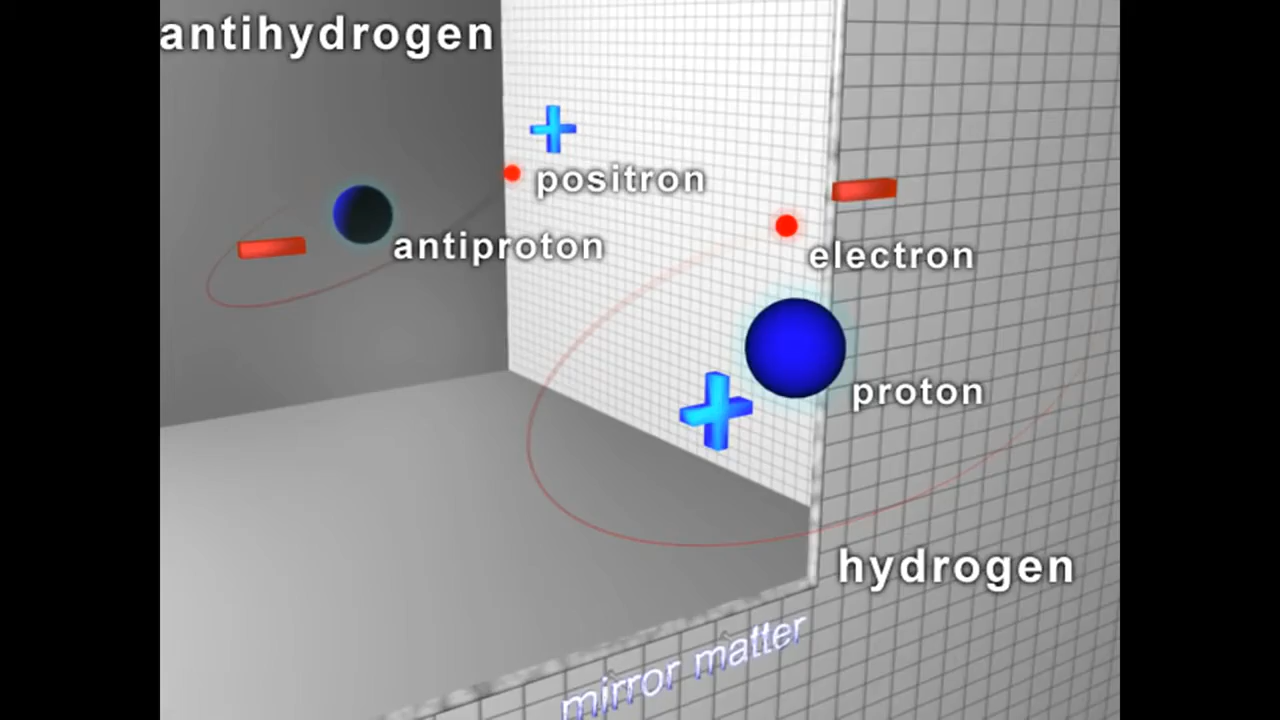 antihydrogen
positron
antiproton
electron
proton
hydrogen
mirror matter